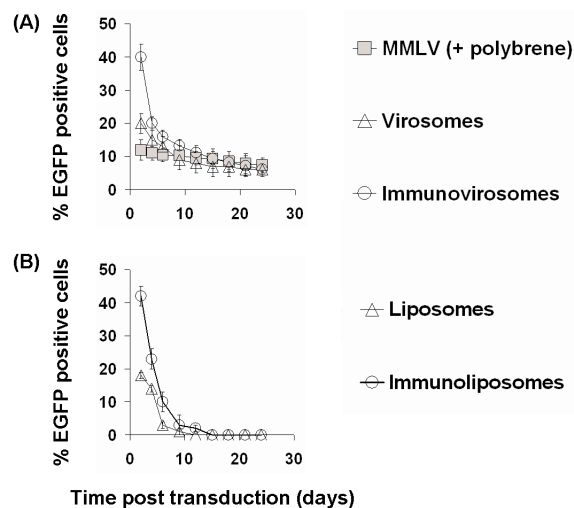 (A)
% EGFP positive cells
50
40
30
20
10
0
0 10 20 30
MMLV (+ polybrene)
Virosomes
Immunovirosomes
(B)
% EGFP positive cells
50
40
30
20
10
0
0 10 20 30
Liposomes
Immunoliposomes
Time post transduction (days)